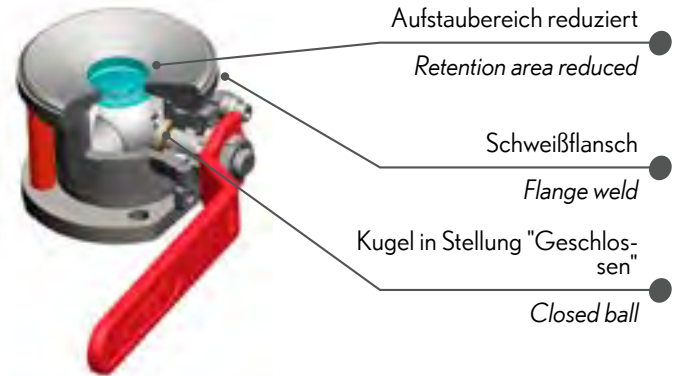 Aufstaubereich reduziert
Retention area reduced
Schweißflansch
Flange weld
Kugel in Stellung "Geschlos-
sen"
Closed ball